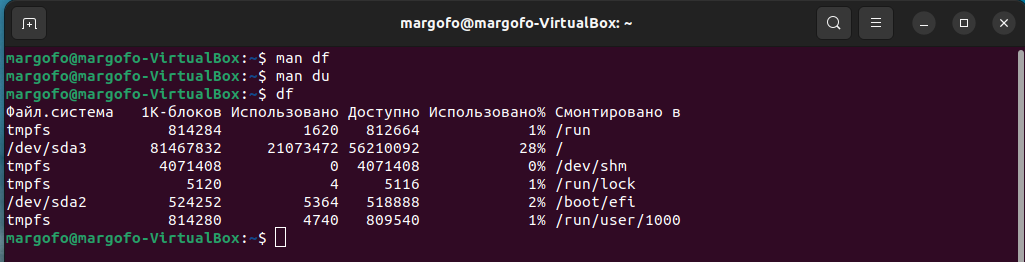 margofo@margofo-VirtualBox: ~
margofo@margofo-VirtualBox:~$ man df
margofo@margofo-VirtualBox:~$ man du
margofo@margofo-VirtualBox:~$ df
Файл.система   1K-блоков Использовано Доступно Использовано% Cмонтировано в
tmpfs             814284         1620   812664            1% /run
/dev/sda3       81467832     21073472 56210092           28% /
tmpfs            4071408            0  4071408            0% /dev/shm
tmpfs               5120            4     5116            1% /run/lock
/dev/sda2         524252         5364   518888            2% /boot/efi
tmpfs             814280         4740   809540            1% /run/user/1000
margofo@margofo-VirtualBox:~$